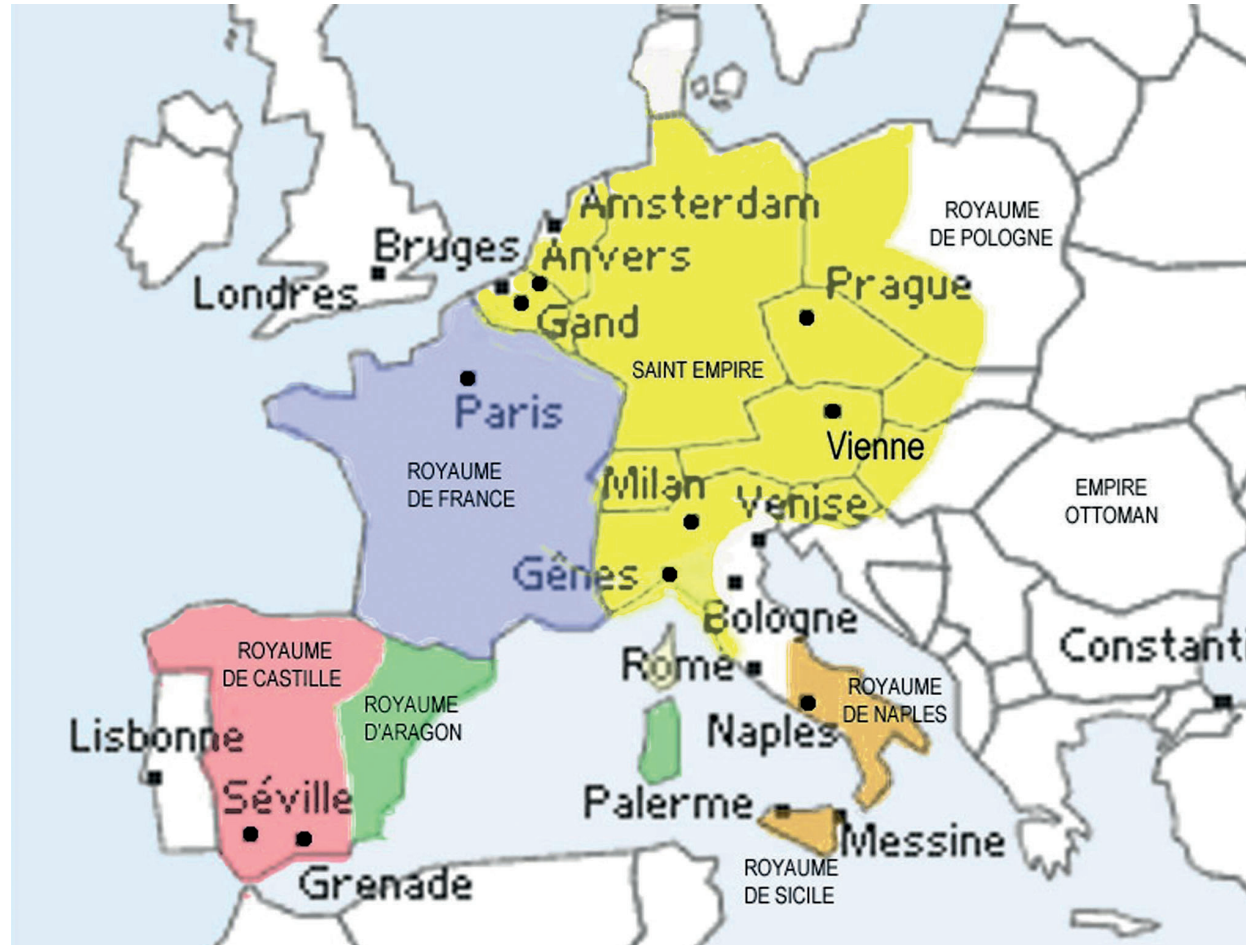 Amsterdam
ROYAUME
DE POLOGNE
Bruges
Anvers
Londres
Prague
Gand
SAINT EMPIRE
Paris
Vienne
ROYAUME
DE FRANCE
Milan
Venise
EMPIRE
OTTOMAN
Gênes
Bologne
ROYAUME
DE CASTILLE
Rome
Constanti
ROYAUME
D'ARAGON
ROYAUME
DE NAPLES
Lisbonne
Naples
Séville
Palerme
Messine
Grenade
ROYAUME
DE SICILE